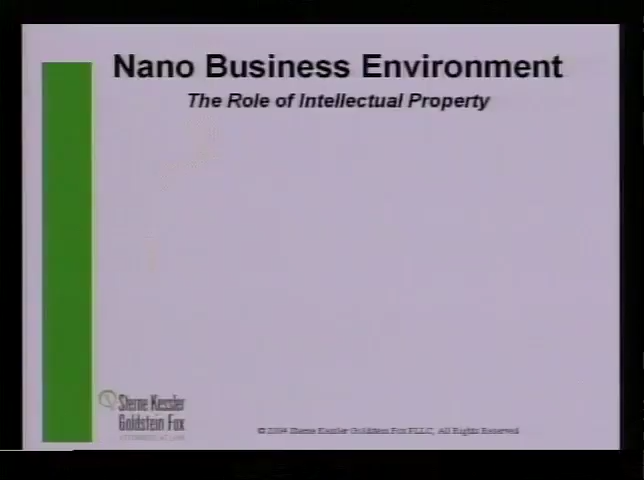 Nano Business Environment
The Role of Intellectual Property
Sterne Kessler
Goldstein Fox
© 2004 Sterne Kessler Goldstein Fox PLLC, All Rights Reserved